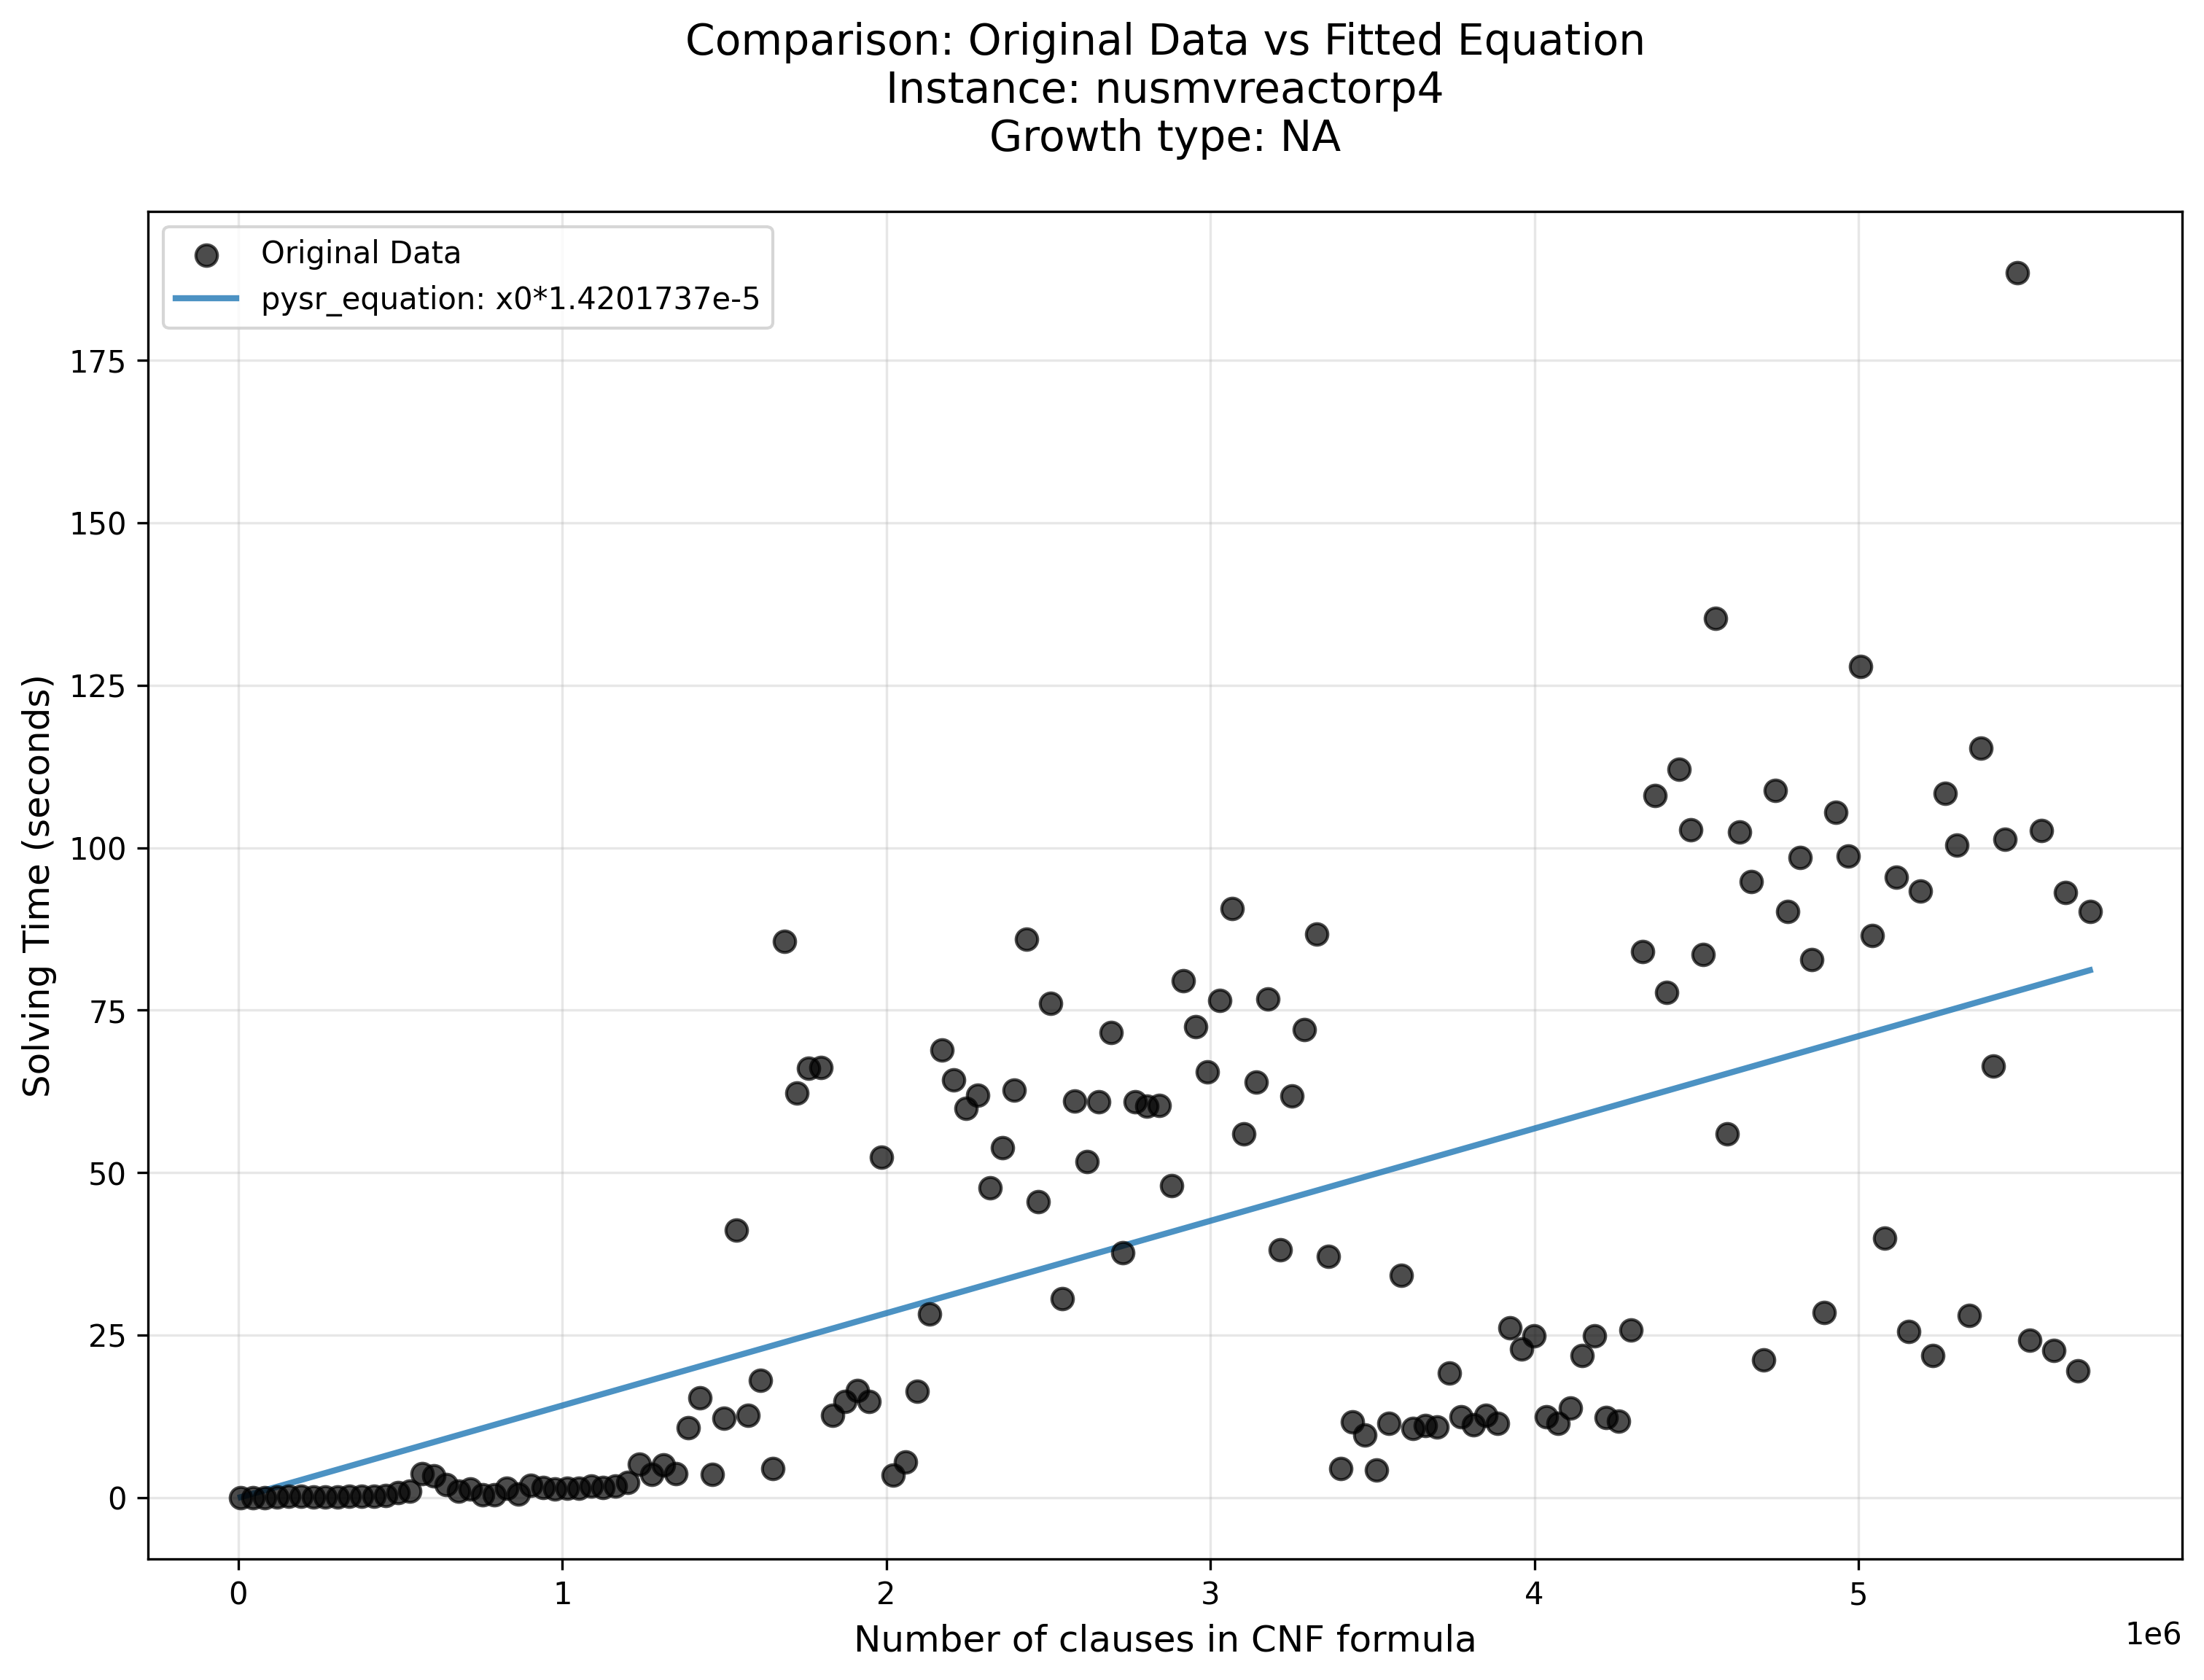 Comparison: Original Data vs Fitted Equation
Instance: nusmvreactorp4
Growth type: NA
Original Data
pysr_equation: x0*1.4201737e-5
175
150
125
100
75
50
25
0
Solving Time (seconds)
0 1 2 3 4 5
1e6
Number of clauses in CNF formula